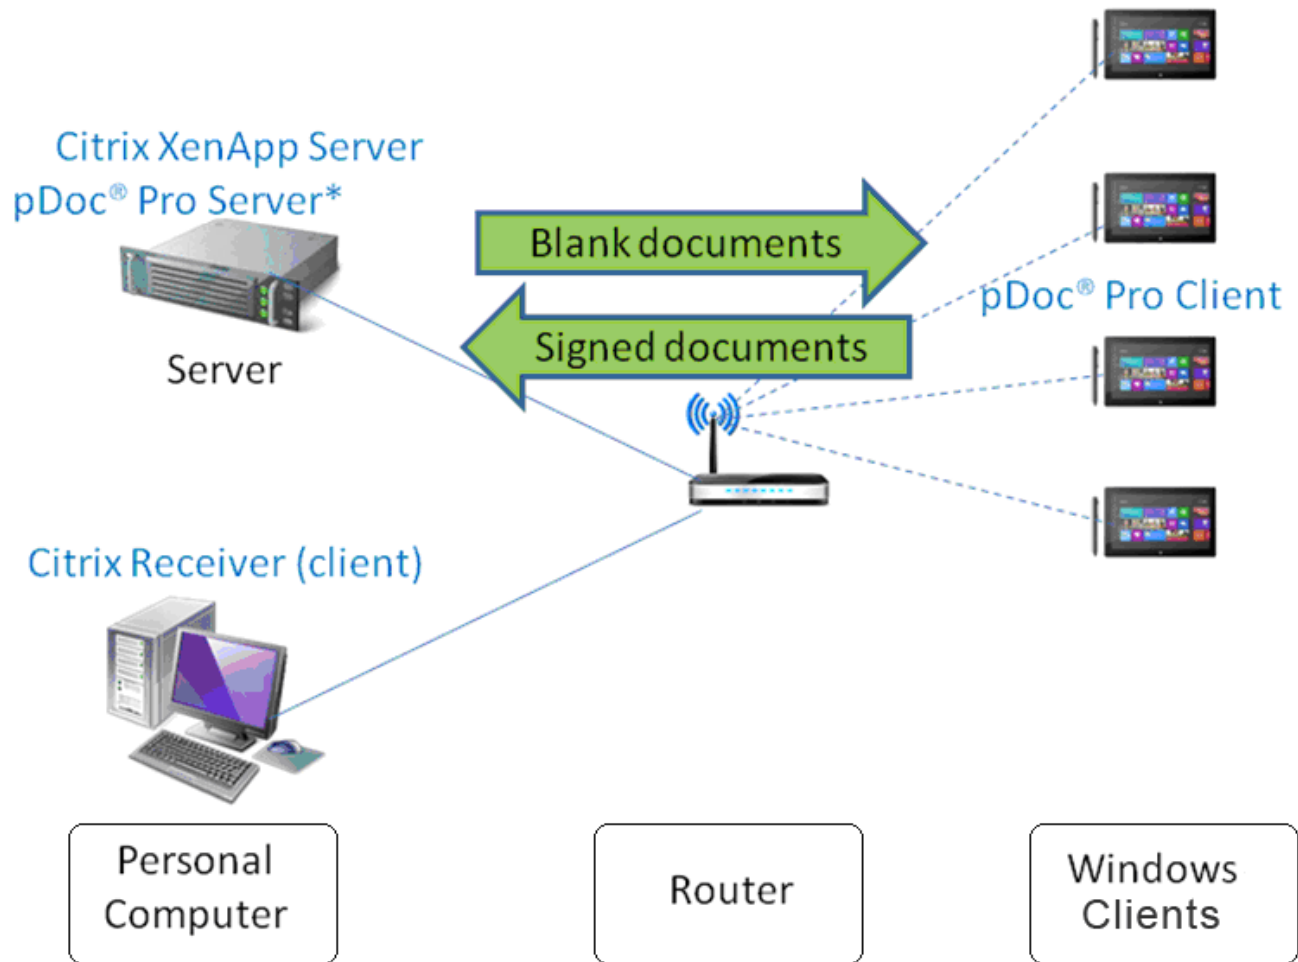 Citrix XenApp Server
pDoc® Pro Server*
Server
Blank documents
Signed documents
pDoc® Pro Client
Citrix Receiver (client)
Personal
Computer
Router
Windows
Clients